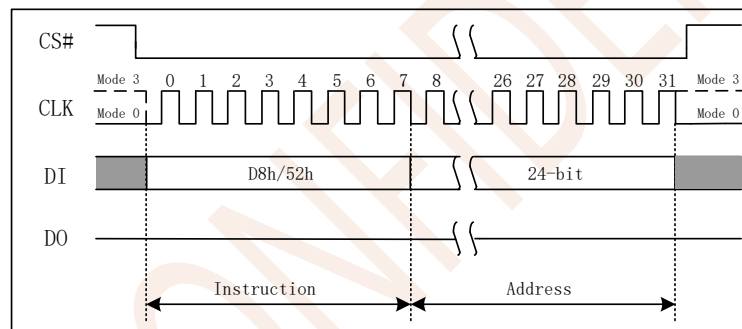 CS#
Mode 3 0 1 2 3 4 5 6 7 8 26 27 28 29 30 31 Mode 3
CLK
Mode 0 Mode 0
DI D8h/52h 24-bit
DO
Instruction Address